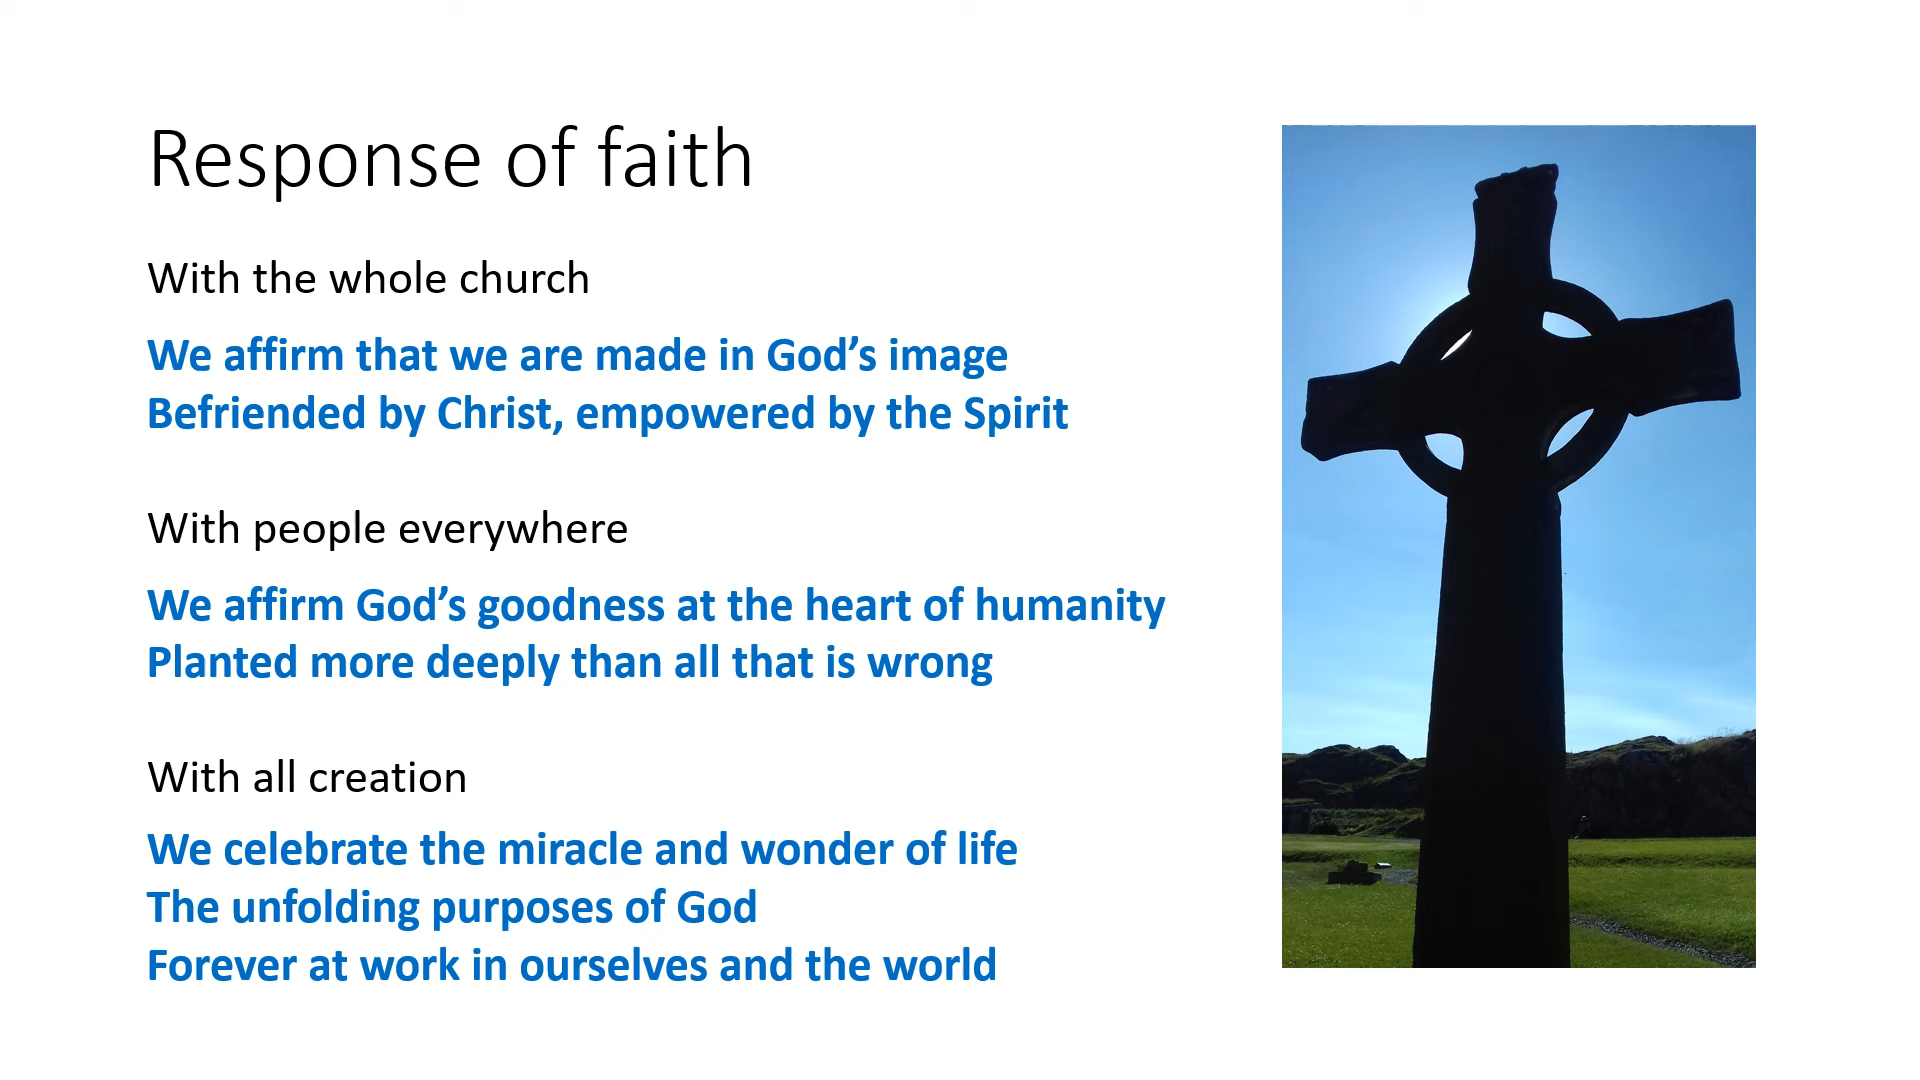 Response of faith
With the whole church
We affirm that we are made in God’s image
Befriended by Christ, empowered by the Spirit
With people everywhere
We affirm God’s goodness at the heart of humanity
Planted more deeply than all that is wrong
With all creation
We celebrate the miracle and wonder of life
The unfolding purposes of God
Forever at work in ourselves and the world